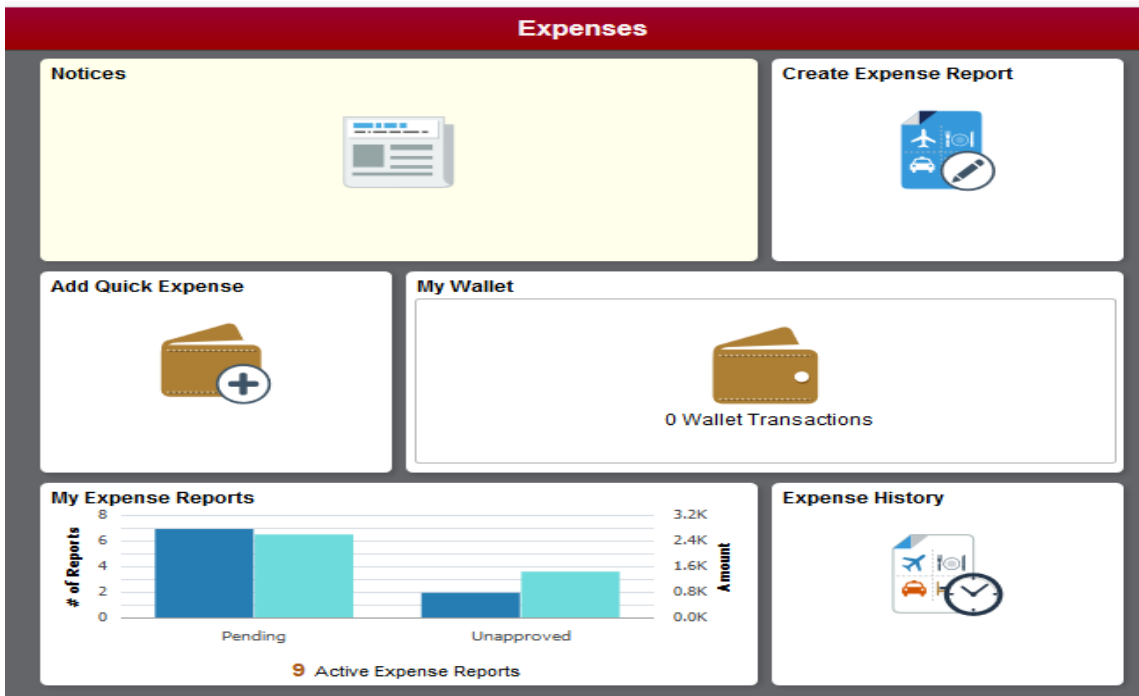 Expenses
Notices
Create Expense Report
Add Quick Expense
My Wallet
0 Wallet Transactions
My Expense Reports
# of Reports
8
6
4
2
0
3.2K
2.4K
1.6K
0.8K
0.0K
Amount
Pending
Unapproved
9 Active Expense Reports
Expense History